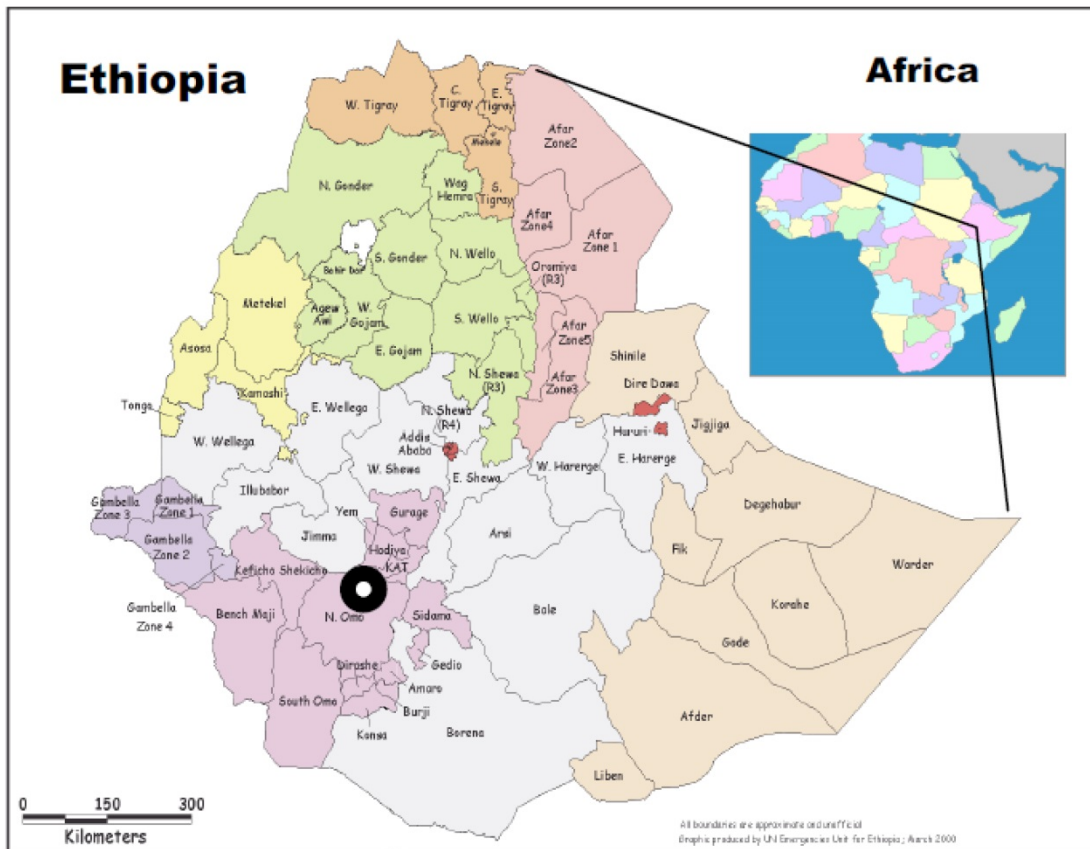 Ethiopia
Africa
W. Tigray
C.
Tigray
E.
Tigray
Mekele
Afar
Zone2
N. Gonder
Wag
Hemra
S.
Tigray
Afar
Zone4
Afar
Zone 1
S. Gonder
N. Wello
Bahir Dar
Oromiya
(R3)
Metekel
Agew
Awi
W.
Gojam
S. Wello
Afar
Zone5
Asosa
E. Gojam
Shinile
N. Shewa
(R3)
Afar
Zone3
Dire Dawa
Kamashi
Tonga
E. Wellega
N. Shewa
(R4)
Jigjiga
W. Wellega
Addis
Ababa
Harari
W. Shewa
E. Shewa
W. Harerge
E. Harerge
Illubabor
Gambella
Zone 3
Gambella
Zone 1
Yem
Gurage
Degehabur
Jimma
Arsi
Gambella
Zone 2
Hadiya
Fik
KAT
Keficho Shekicho
Warder
Gambella
Zone 4
Bench Maji
N. Omo
Sidama
Bale
Korahe
Gode
Gedio
Dirashe
Amaro
South Omo
Burji
Konso
Borena
Afder
Liben
0 150 300
Kilometers
All boundaries are approximate and unofficial
Graphic produced by UN Emergencies Unit for Ethiopia; March 2000